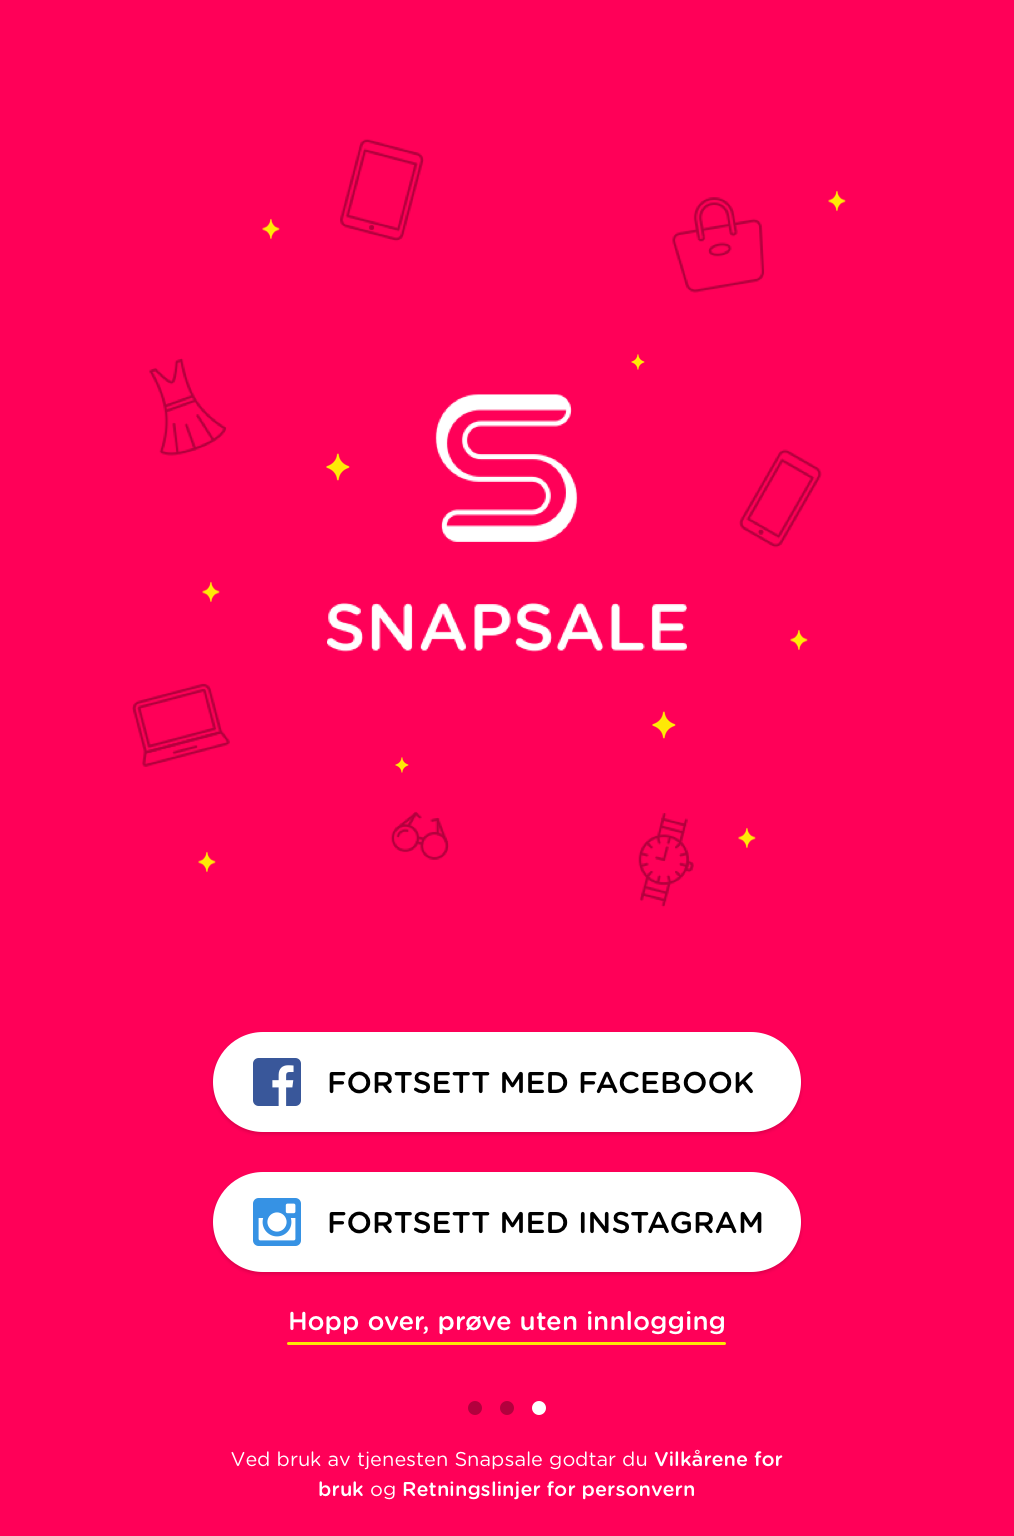 SNAPSALE
FORTSETT MED FACEBOOK
FORTSETT MED INSTAGRAM
Hopp over, prøve uten innlogging
Ved bruk av tjenesten Snapsale godtar du Vilkårene for
bruk og Retningslinjer for personvern